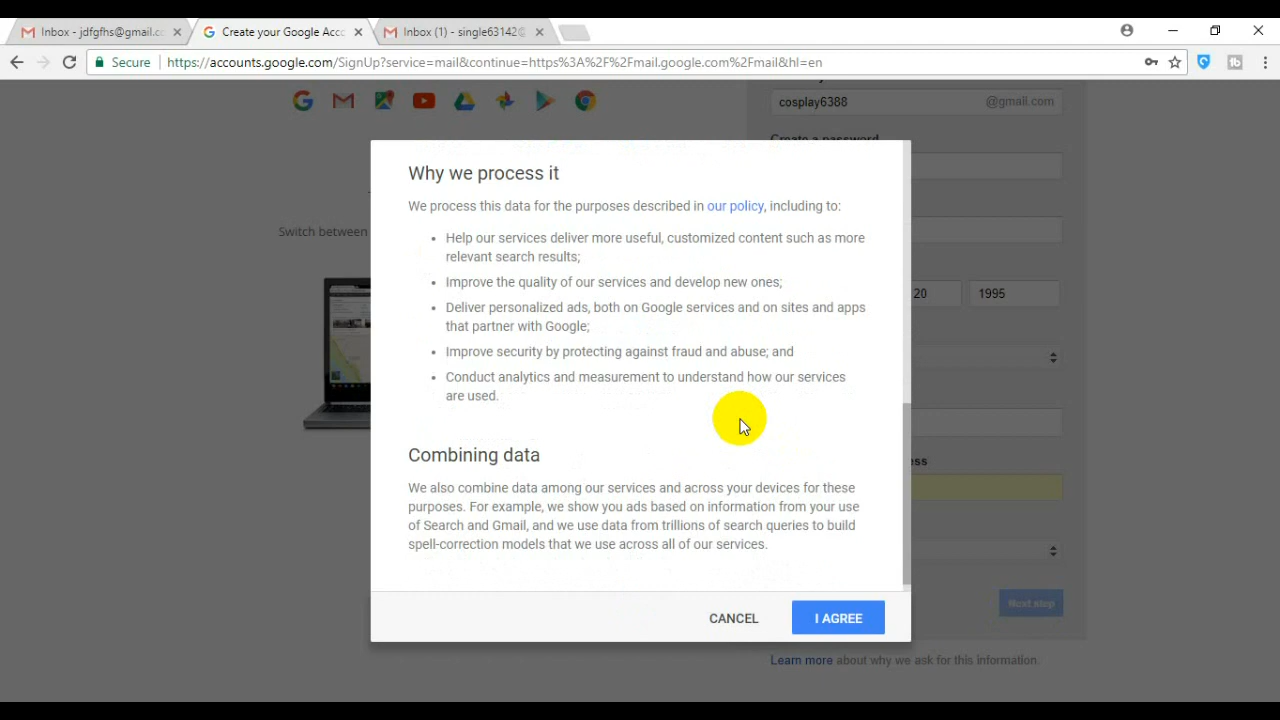 Inbox - jdfgfhs@gmail.co
Create your Google Acco
Inbox (1) - single63142@
Secure
https://accounts.google.com/SignUp?service=mail&continue=https%3A%2F%2Fmail.google.com%2Fmail&hl=en
cosplay6388
@gmail.com
Create a password
Why we process it
We process this data for the purposes described in our policy, including to:
Switch between
• Help our services deliver more useful, customized content such as more
relevant search results;
• Improve the quality of our services and develop new ones;
20
1995
• Deliver personalized ads, both on Google services and on sites and apps
that partner with Google;
• Improve security by protecting against fraud and abuse; and
• Conduct analytics and measurement to understand how our services
are used.
Combining data
ess
We also combine data among our services and across your devices for these
purposes. For example, we show you ads based on information from your use
of Search and Gmail, and we use data from trillions of search queries to build
spell-correction models that we use across all of our services.
Next step
CANCEL
I AGREE
Learn more about why we ask for this information.